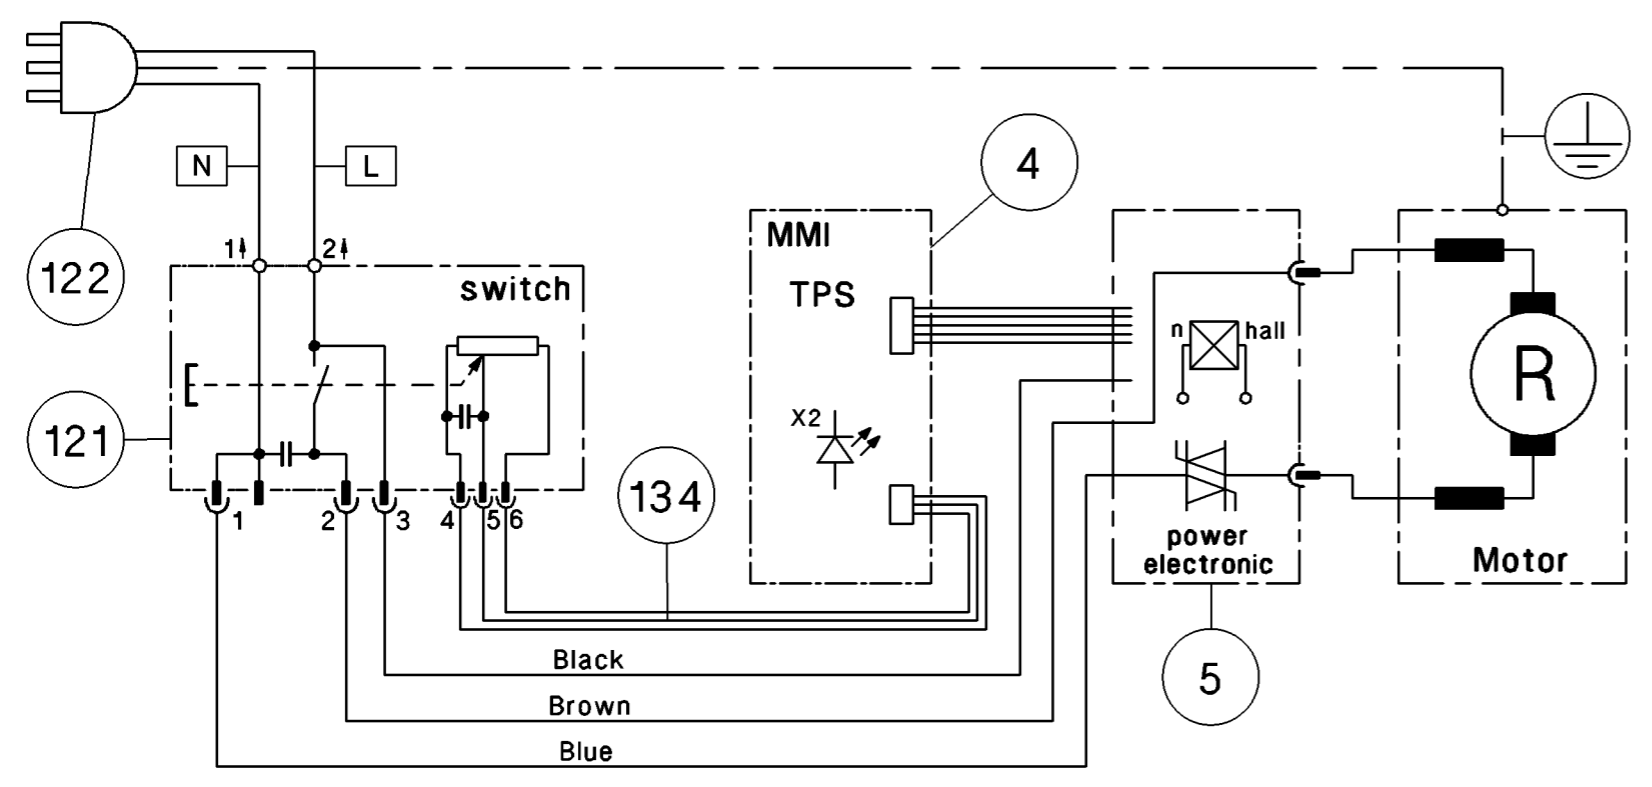 N
L
4
MMI
122
1
2
switch
TPS
n
hall
R
121
X2
134
1
2
3
4
5
6
power
electronic
Motor
Black
5
Brown
Blue